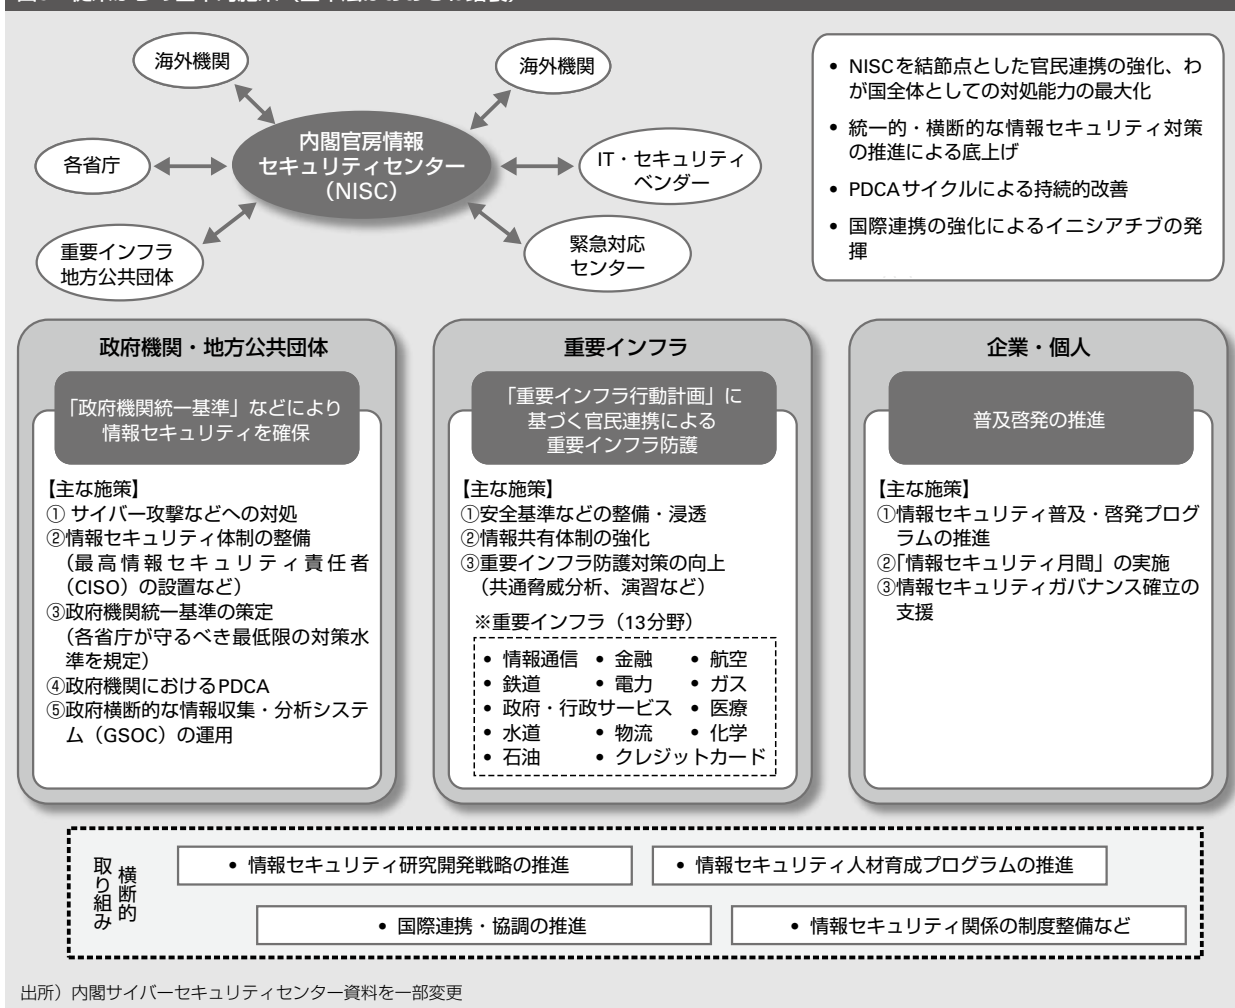 海外機関
海外機関
内閣官房情報
セキュリティセンター
（NISC）
各省庁
IT・セキュリティ
ベンダー
重要インフラ
地方公共団体
緊急対応
センター
• NISCを結節点とした官民連携の強化、わ
が国全体としての対処能力の最大化
• 統一的・横断的な情報セキュリティ対策
の推進による底上げ
• PDCAサイクルによる持続的改善
• 国際連携の強化によるイニシアチブの発
揮
政府機関・地方公共団体
「政府機関統一基準」などにより
情報セキュリティを確保
【主な施策】
① サイバー攻撃などへの対処
②情報セキュリティ体制の整備
（最高情報セキュリティ責任者
（CISO）の設置など）
③政府機関統一基準の策定
（各省庁が守るべき最低限の対策水
準を規定）
④政府機関におけるPDCA
⑤政府横断的な情報収集・分析システ
ム（GSOC）の運用
重要インフラ
「重要インフラ行動計画」に
基づく官民連携による
重要インフラ防護
【主な施策】
①安全基準などの整備・浸透
②情報共有体制の強化
③重要インフラ防護対策の向上
（共通脅威分析、演習など）
※重要インフラ（13分野）
• 情報通信 • 金融 • 航空
• 鉄道 • 電力 • ガス
• 政府・行政サービス • 医療
• 水道 • 物流 • 化学
• 石油 • クレジットカード
企業・個人
普及啓発の推進
【主な施策】
①情報セキュリティ普及・啓発プログ
ラムの推進
②「情報セキュリティ月間」の実施
③情報セキュリティガバナンス確立の
支援
横断的
取り組み
• 情報セキュリティ研究開発戦略の推進
• 情報セキュリティ人材育成プログラムの推進
• 国際連携・協調の推進
• 情報セキュリティ関係の制度整備など
出所）内閣サイバーセキュリティセンター資料を一部変更